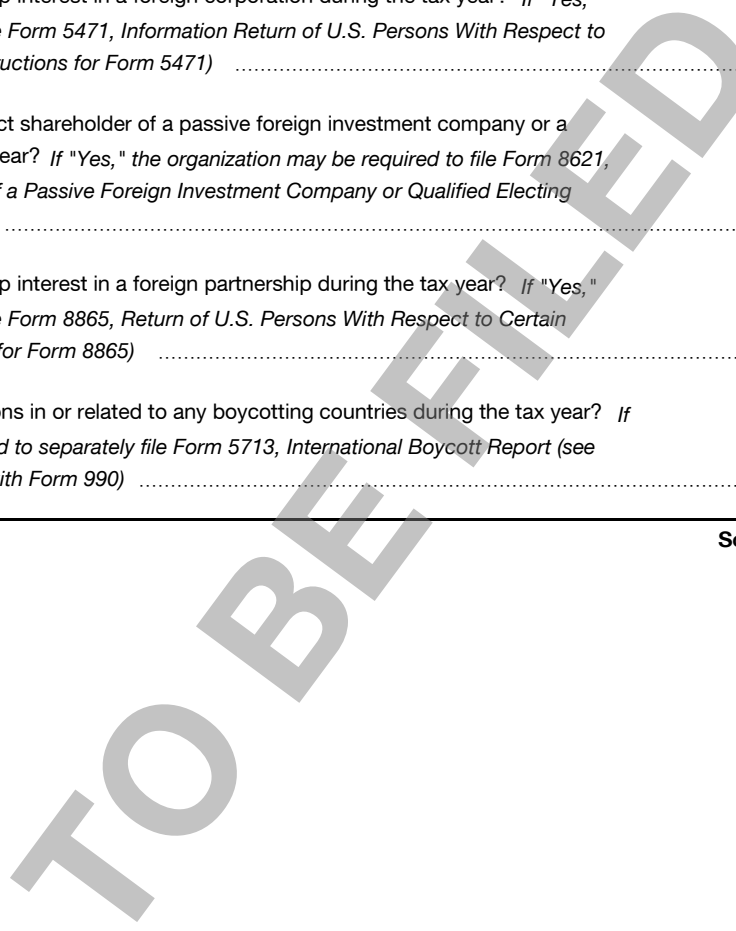 p interest in a foreign corporation during the tax year? If "Yes,"
e Form 5471, Information Return of U.S. Persons With Respect to
uctions for Form 5471) ........................................................................
ct shareholder of a passive foreign investment company or a
ear? If "Yes," the organization may be required to file Form 8621,
f a Passive Foreign Investment Company or Qualified Electing
........................................................................
p interest in a foreign partnership during the tax year? If "Yes,"
e Form 8865, Return of U.S. Persons With Respect to Certain
for Form 8865) ........................................................................
ons in or related to any boycotting countries during the tax year? If
d to separately file Form 5713, International Boycott Report (see
ith Form 990) ........................................................................
Sc
TO BE FILED